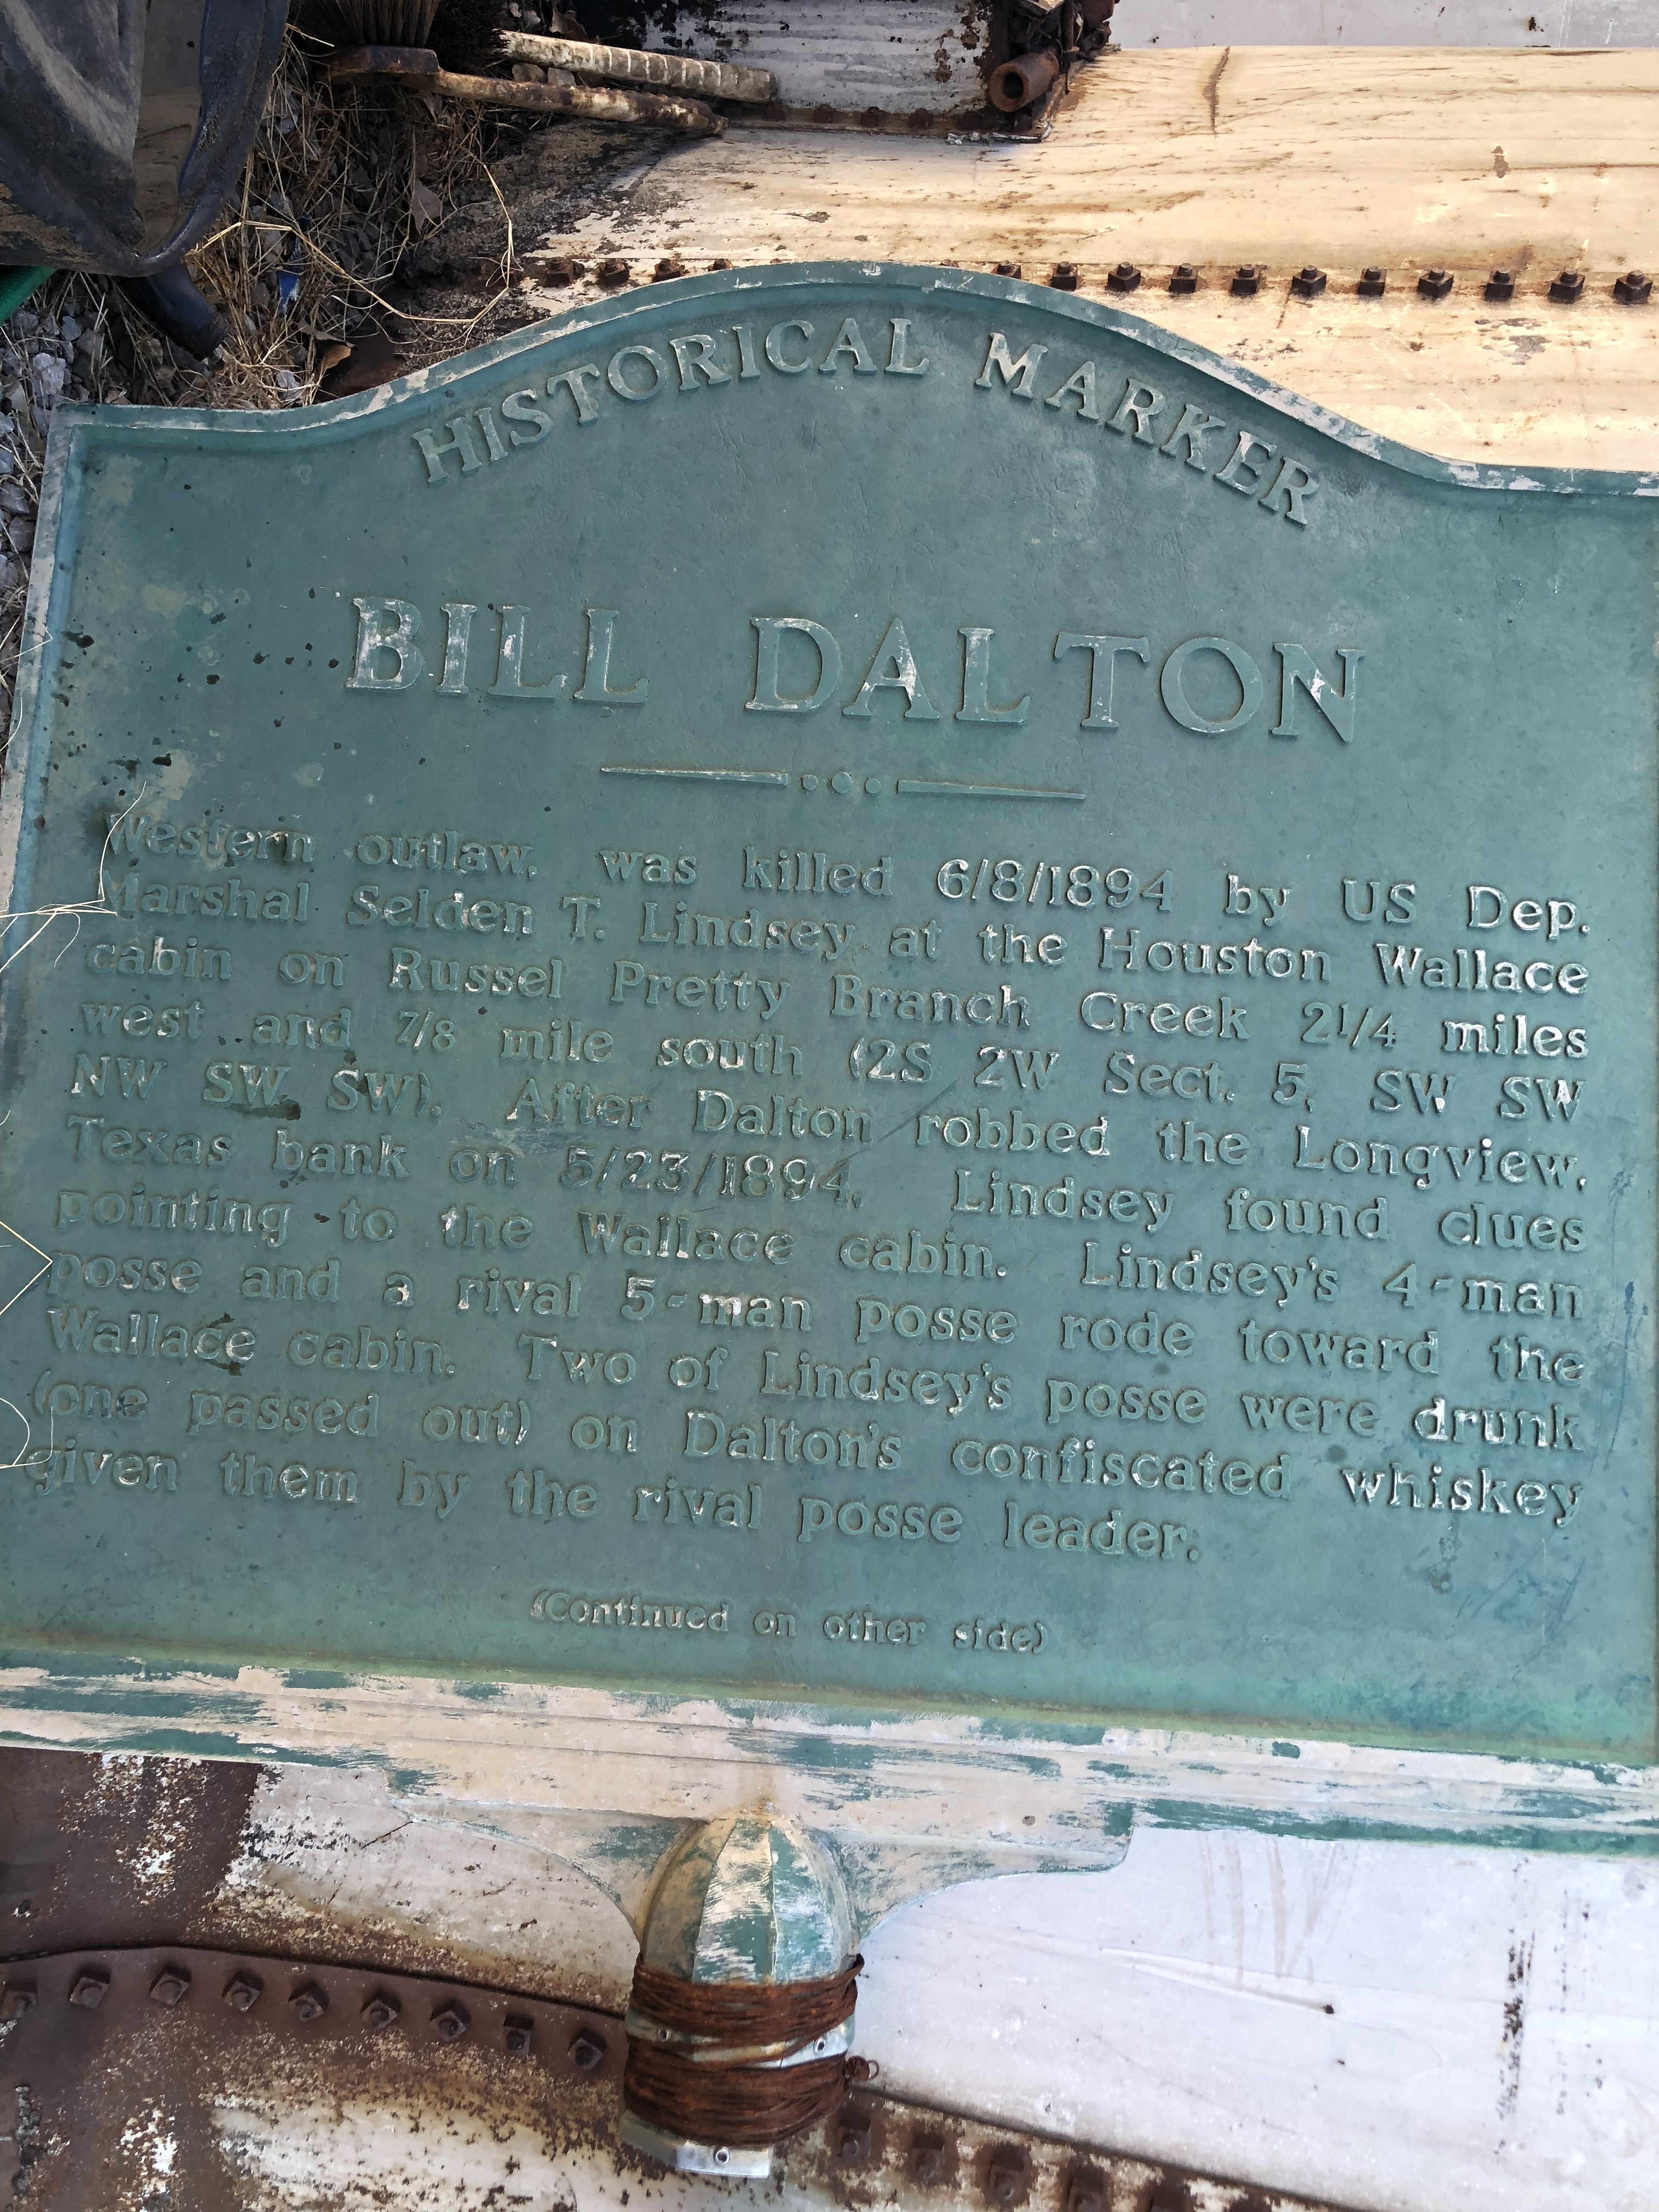 HISTORICAL MARKER
BILL DALTON
Western outlaw, was killed 6/8/1894 by US Dep.
Marshal Selden T. Lindsey at the Houston Wallace
cabin on Russel Pretty Branch Creek 2 1/4 miles
west and 7/8 mile south (2S 2W Sect. 5, SW SW
NW SW SW). After Dalton robbed the Longview,
Texas bank on 5/23/1894, Lindsey found clues
pointing to the Wallace cabin. Lindsey's 4-man
posse and a rival 5-man posse rode toward the
Wallace cabin. Two of Lindsey's posse were drunk
(one passed out) on Dalton's confiscated whiskey
given them by the rival posse leader.
(Continued on other side)